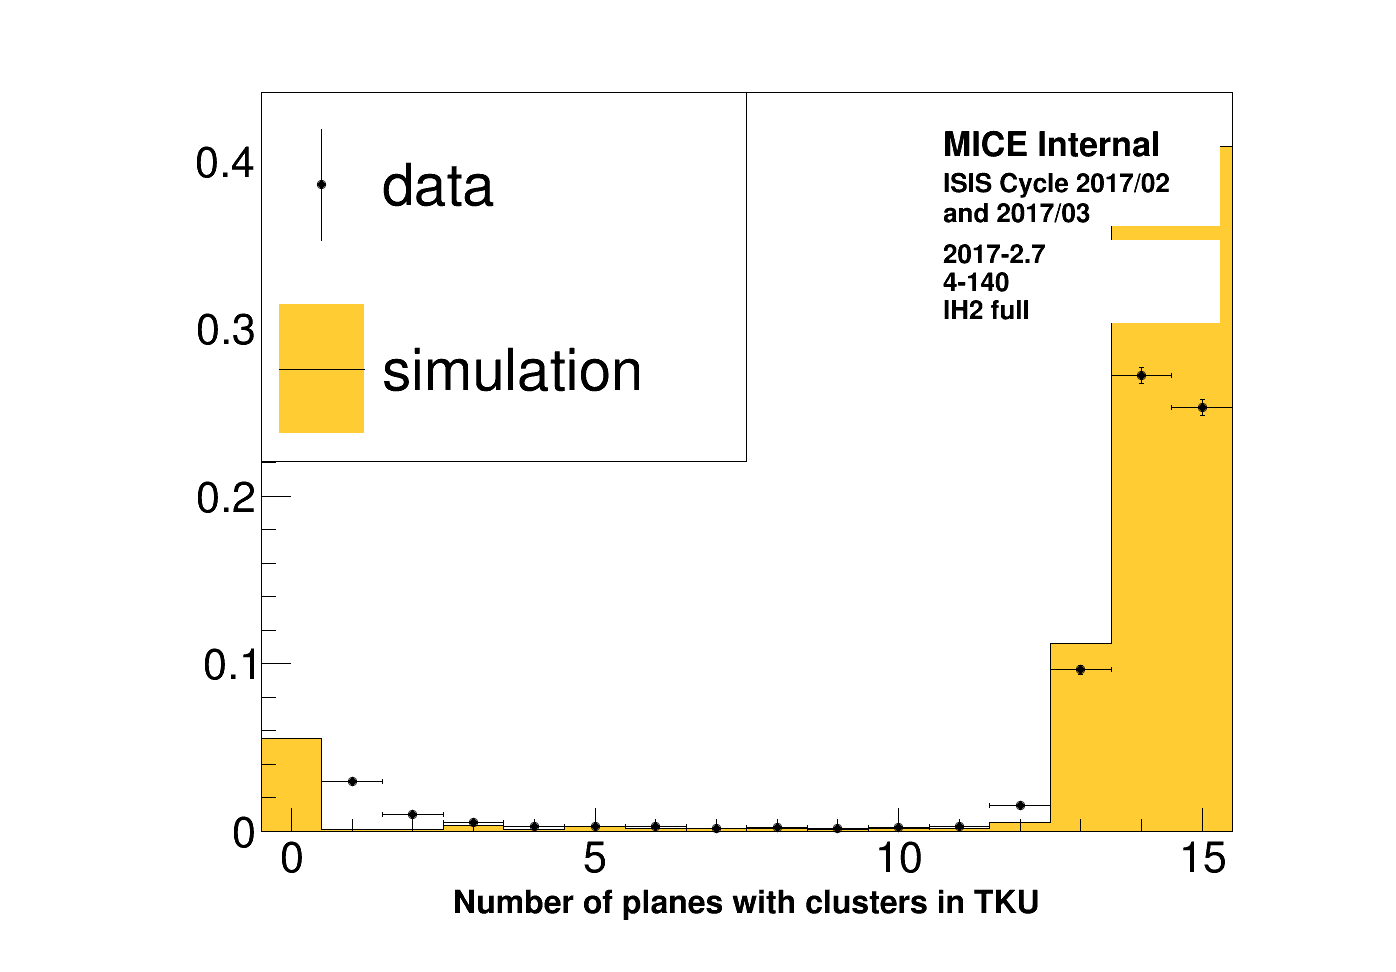 data
simulation
MICE Internal
ISIS Cycle 2017/02
and 2017/03
2017-2.7
4-140
lH2 full
0.4
0.3
0.2
0.1
0
0 5 10 15
Number of planes with clusters in TKU